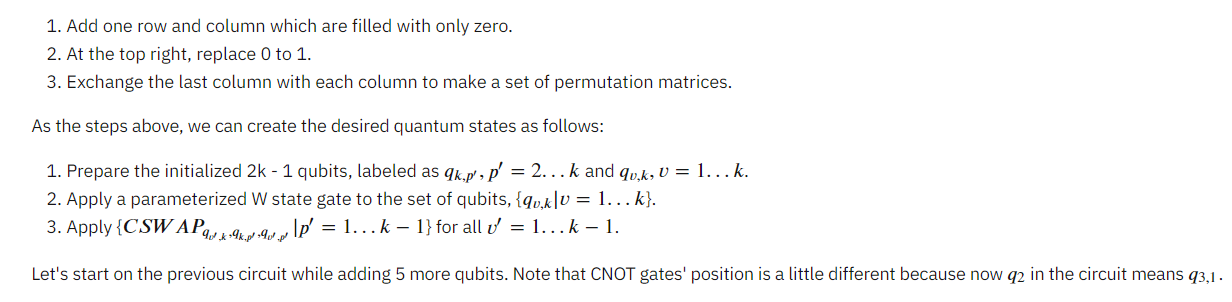 1. Add one row and column which are filled with only zero.
2. At the top right, replace 0 to 1.
3. Exchange the last column with each column to make a set of permutation matrices.
As the steps above, we can create the desired quantum states as follows:
1. Prepare the initialized 2k - 1 qubits, labeled as q_{k,p'}, p' = 2...k and q_{v,k}, v = 1...k.
2. Apply a parameterized W state gate to the set of qubits, {q_{v,k}|v = 1...k}.
3. Apply {CSWAP_{q_{v',k},q_{k,p'},q_{v',p'}}|p' = 1...k − 1} for all v' = 1...k − 1.
Let's start on the previous circuit while adding 5 more qubits. Note that CNOT gates' position is a little different because now q_2 in the circuit means q_{3,1}.